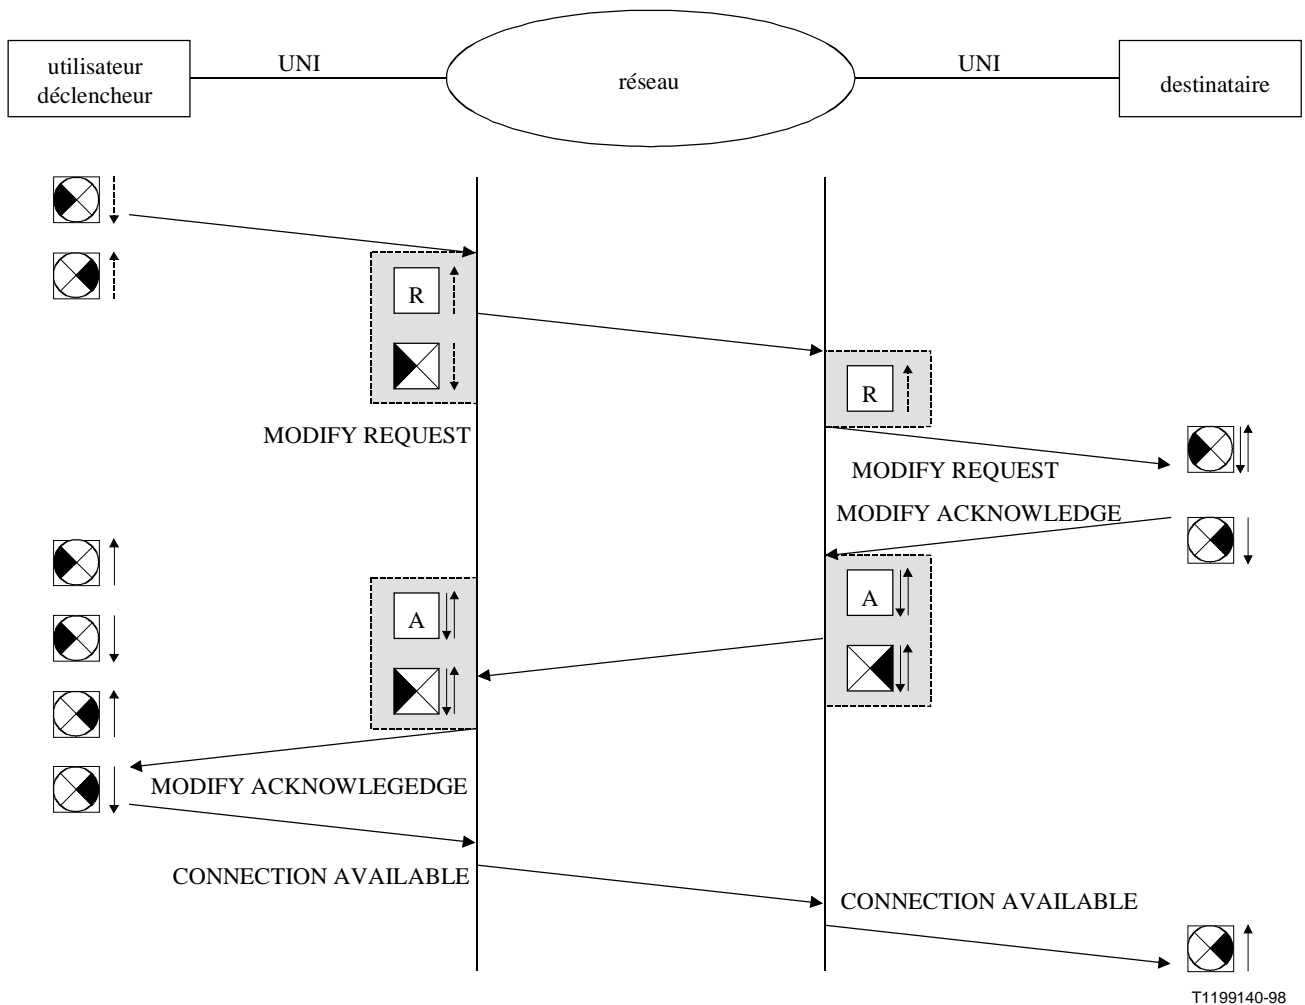 utilisateur
déclencheur
UNI
réseau
UNI
destinataire
R
R
MODIFY REQUEST
MODIFY REQUEST
MODIFY ACKNOWLEDGE
A
A
MODIFY ACKNOWLEGEDGE
CONNECTION AVAILABLE
CONNECTION AVAILABLE
T1199140-98